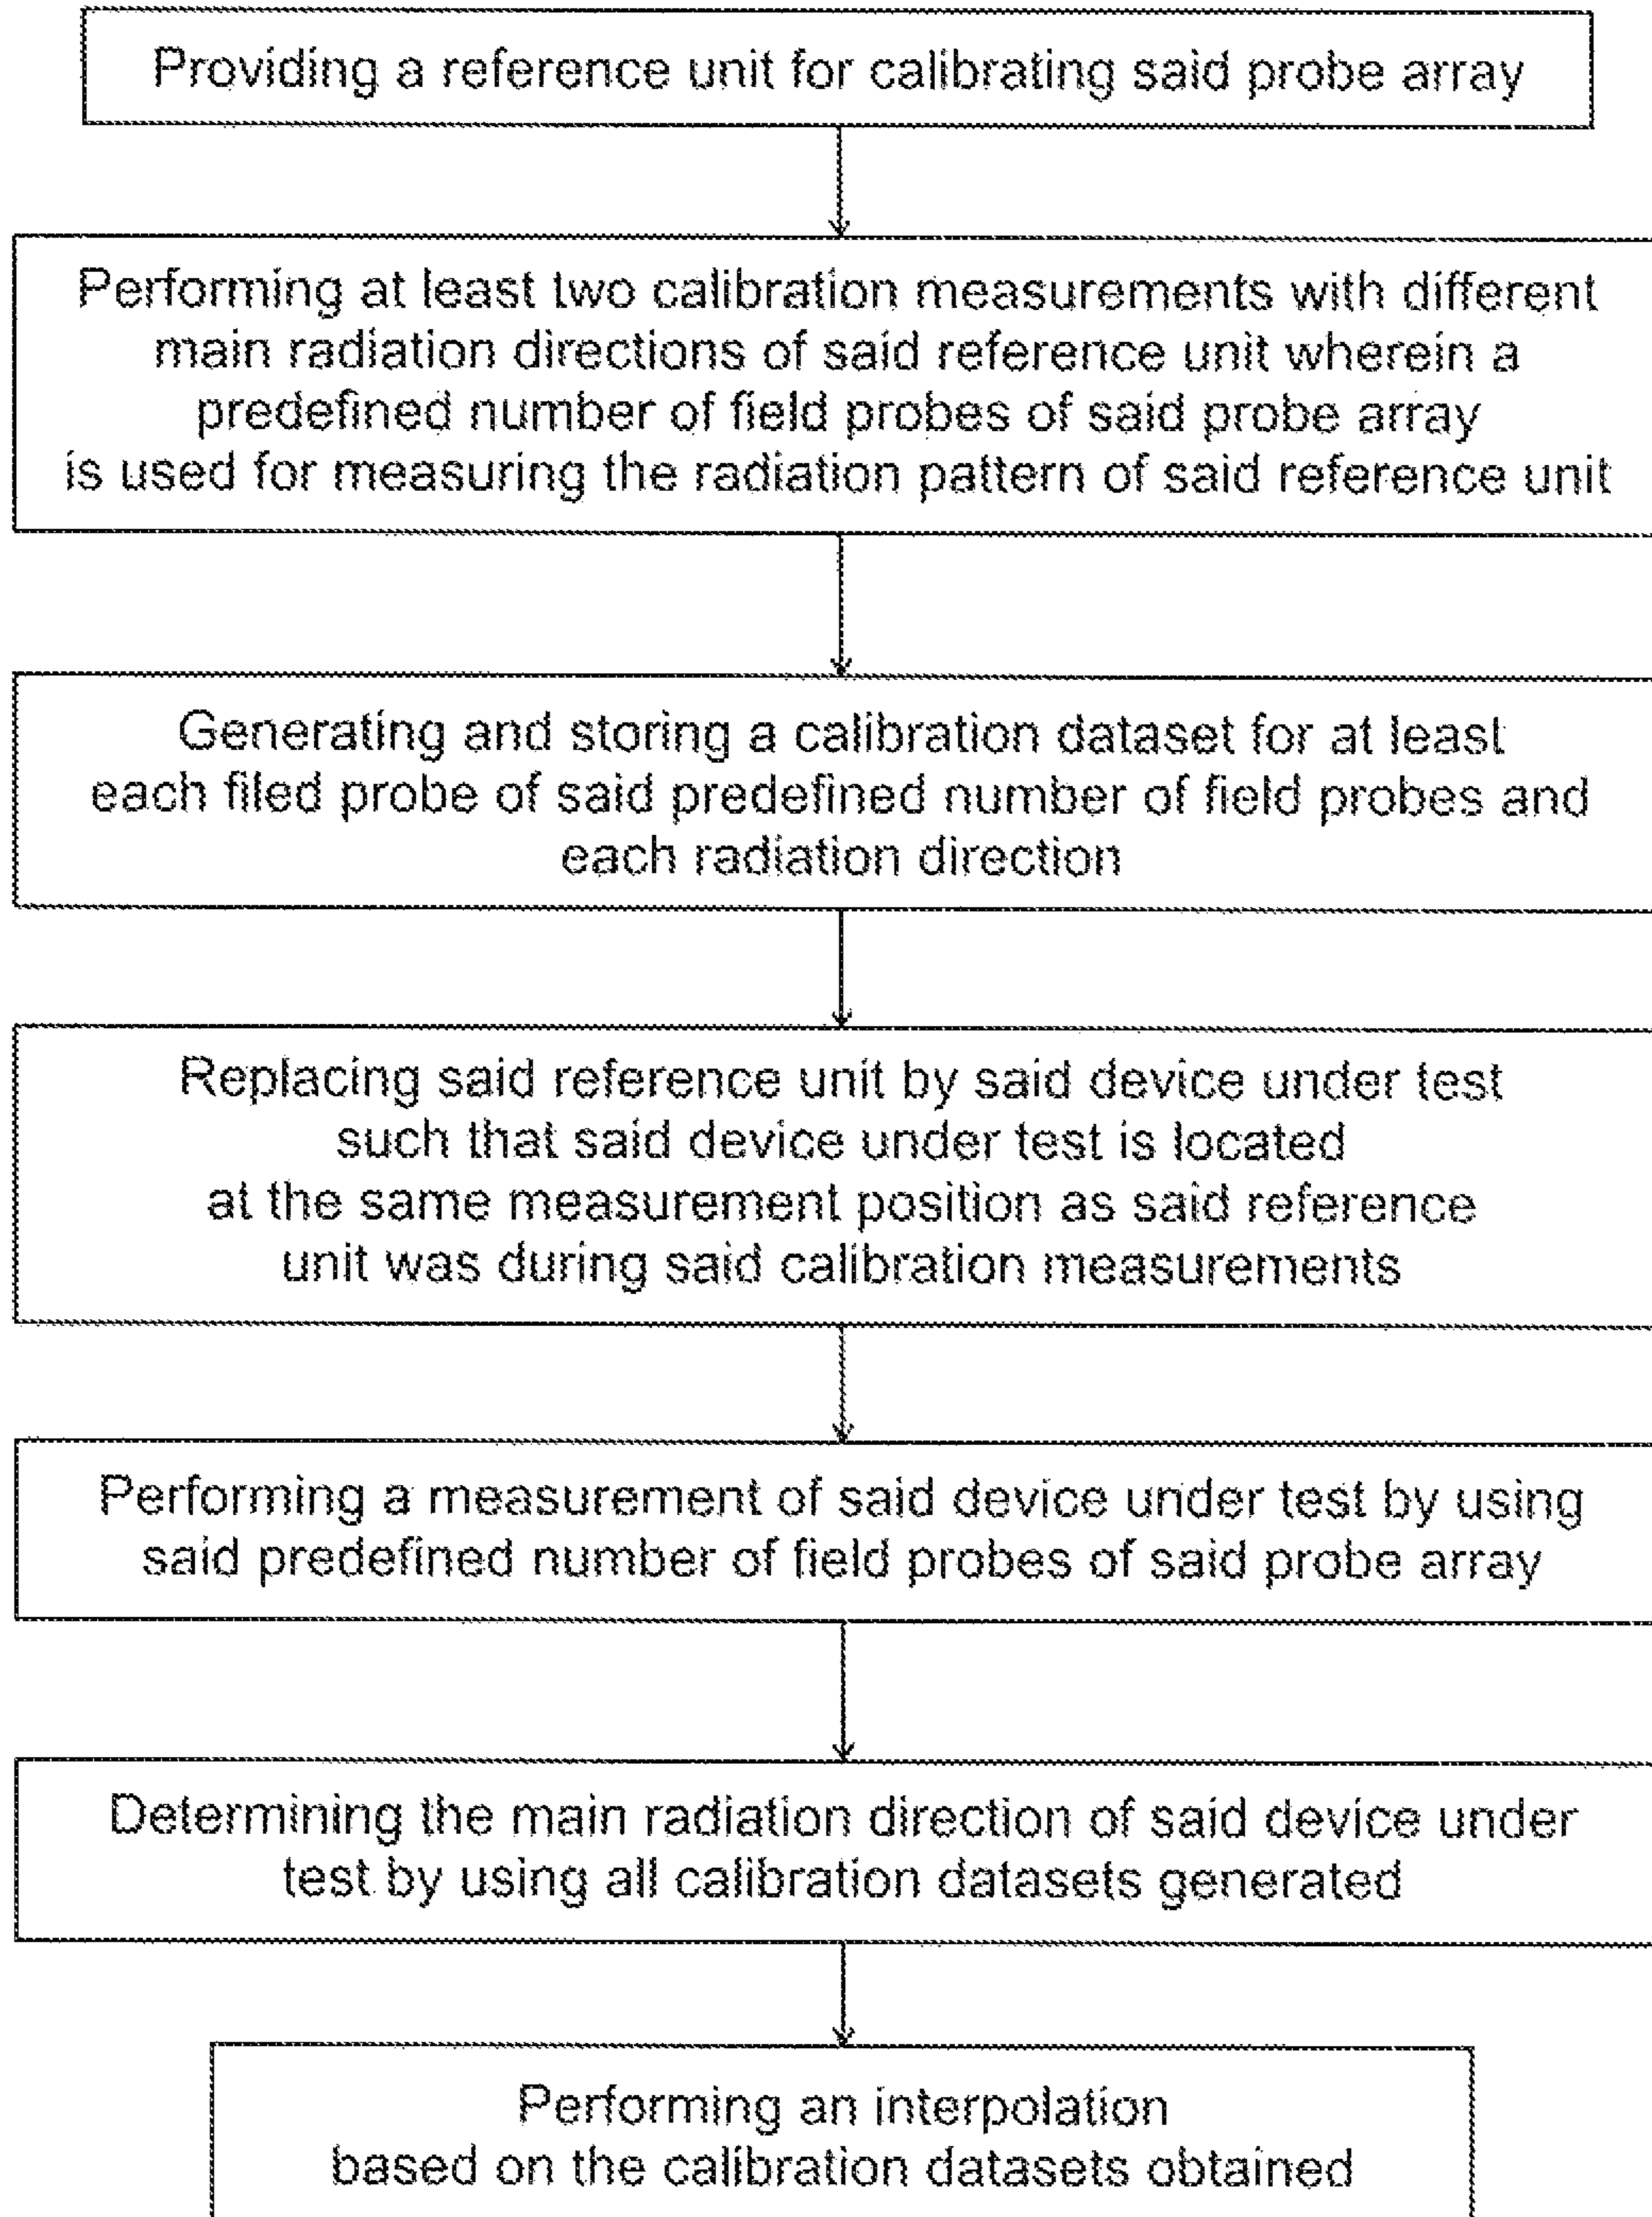 Providing a reference unit for calibrating said probe array
Performing at least two calibration measurements with different
main radiation directions of said reference unit wherein a
predefined number of field probes of said probe array
is used for measuring the radiation pattern of said reference unit
Generating and storing a calibration dataset for at least
each filed probe of said predefined number of field probes and
each radiation direction
Replacing said reference unit by said device under test
such that said device under test is located
at the same measurement position as said reference
unit was during said calibration measurements
Performing a measurement of said device under test by using
said predefined number of field probes of said probe array
Determining the main radiation direction of said device under
test by using all calibration datasets generated
Performing an interpolation
based on the calibration datasets obtained